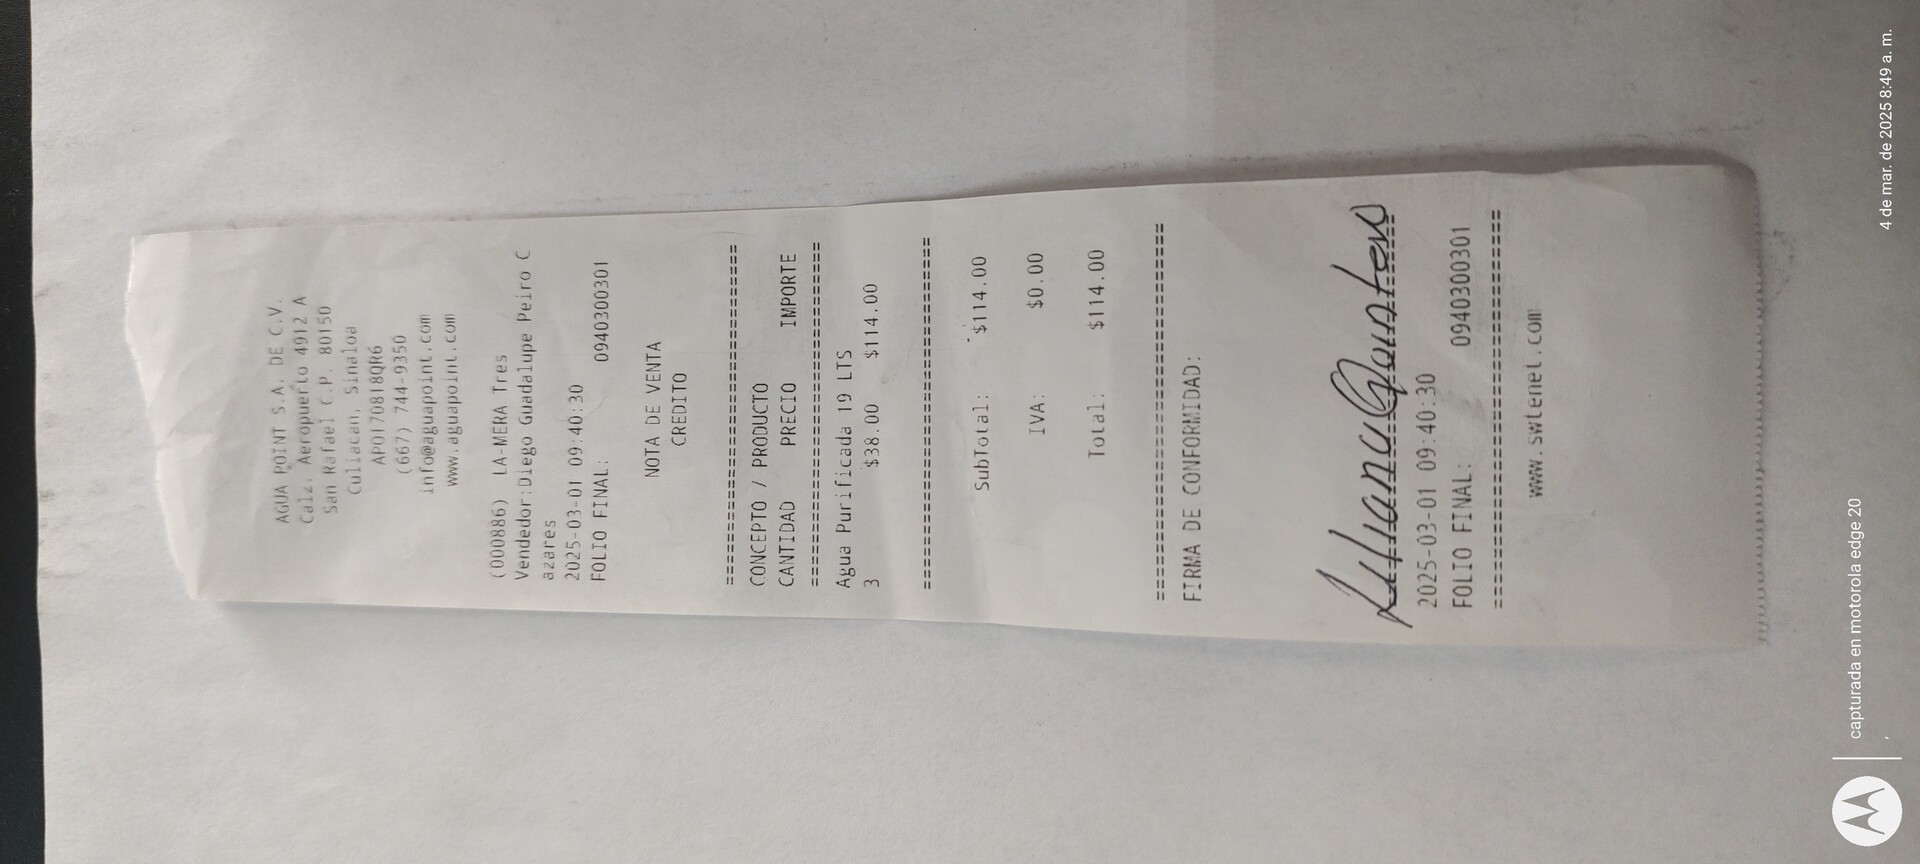 AGUA POINT S.A. DE C.V.
Calz. Aeropuerto 4912 A
San Rafael C.P. 80150
Culiacan, Sinaloa
APO170818QR6
(667) 744-9350
info@aguapoint.com
www.aguapoint.com
(000886) LA-MERA Tres
Vendedor:Diego Guadalupe Peiro C
azares
2025-03-01 09:40:30
FOLIO FINAL: 0940300301
NOTA DE VENTA
CREDITO
================================
CONCEPTO / PRODUCTO
CANTIDAD PRECIO IMPORTE
================================
Agua Purificada 19 LTS
3 $38.00 $114.00
================================
SubTotal: $114.00
IVA: $0.00
Total: $114.00
================================
FIRMA DE CONFORMIDAD:
================================
2025-03-01 09:40:30
FOLIO FINAL: 0940300301
================================
www.swtenet.com
capturada en motorola edge 20
4 de mar. de 2025 8:49 a. m.